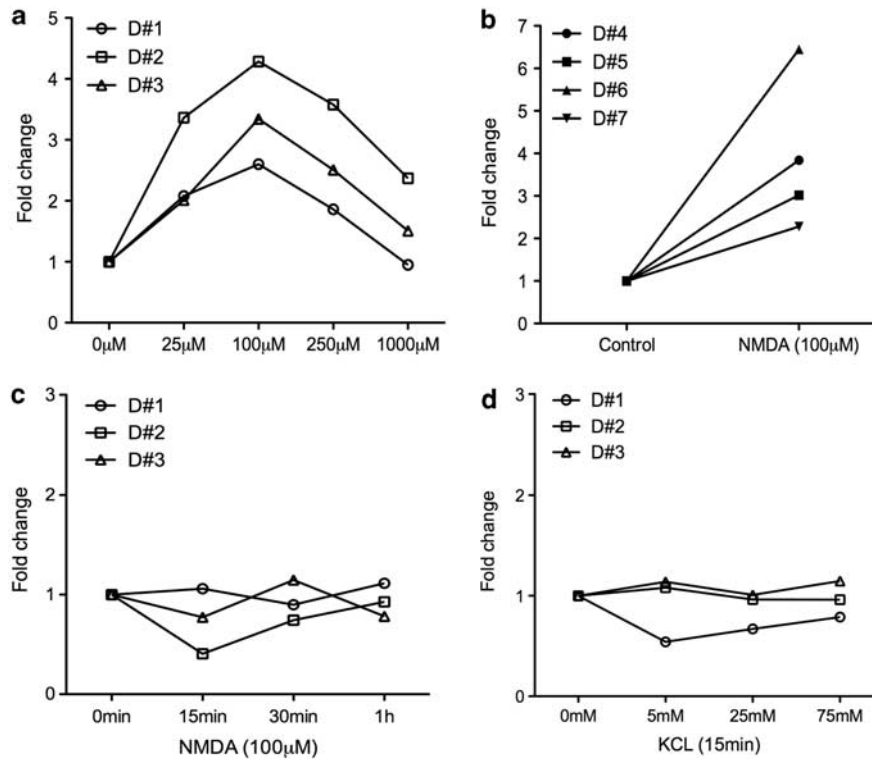 a
5
4
3
2
1
0
Fold change
D#1
D#2
D#3
0μM
25μM
100μM
250μM
1000μM
b
7
6
5
4
3
2
1
0
Fold change
D#4
D#5
D#6
D#7
Control
NMDA (100μM)
c
3
2
1
0
Fold change
D#1
D#2
D#3
0min
15min
30min
1h
NMDA (100μM)
d
3
2
1
0
Fold change
D#1
D#2
D#3
0mM
5mM
25mM
75mM
KCL (15min)